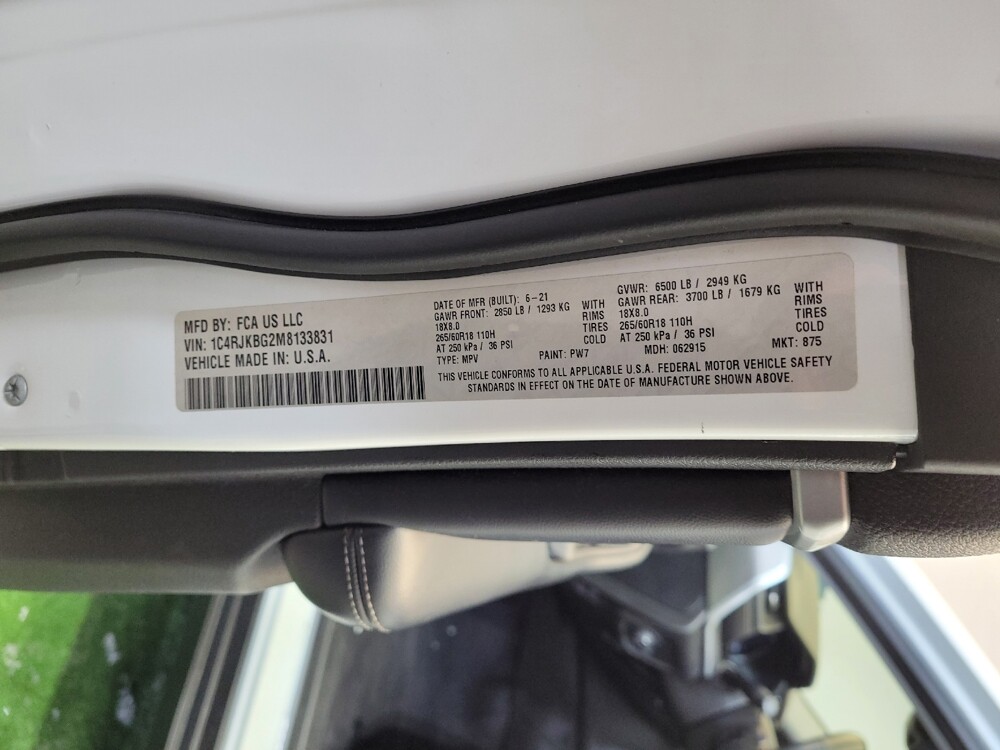 MFD BY: FCA US LLC
VIN: 1C4RJKBG2M8133831
VEHICLE MADE IN: U.S.A.
DATE OF MFR (BUILT): 6-21
GAWR FRONT: 2850 LB / 1293 KG WITH
18X8.0 RIMS
265/60R18 110H TIRES
AT 250 kPa / 36 PSI COLD
TYPE: MPV PAINT: PW7
GVWR: 6500 LB / 2949 KG
GAWR REAR: 3700 LB / 1679 KG WITH
18X8.0 RIMS
265/60R18 110H TIRES
AT 250 kPa / 36 PSI COLD
MDH: 062915 MKT: 875
THIS VEHICLE CONFORMS TO ALL APPLICABLE U.S.A. FEDERAL MOTOR VEHICLE SAFETY
STANDARDS IN EFFECT ON THE DATE OF MANUFACTURE SHOWN ABOVE.